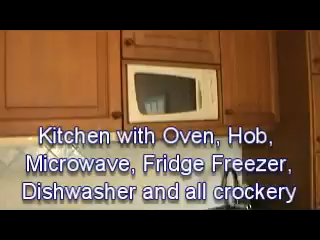 Kitchen with Oven, Hob,
Microwave, Fridge Freezer,
Dishwasher and all crockery